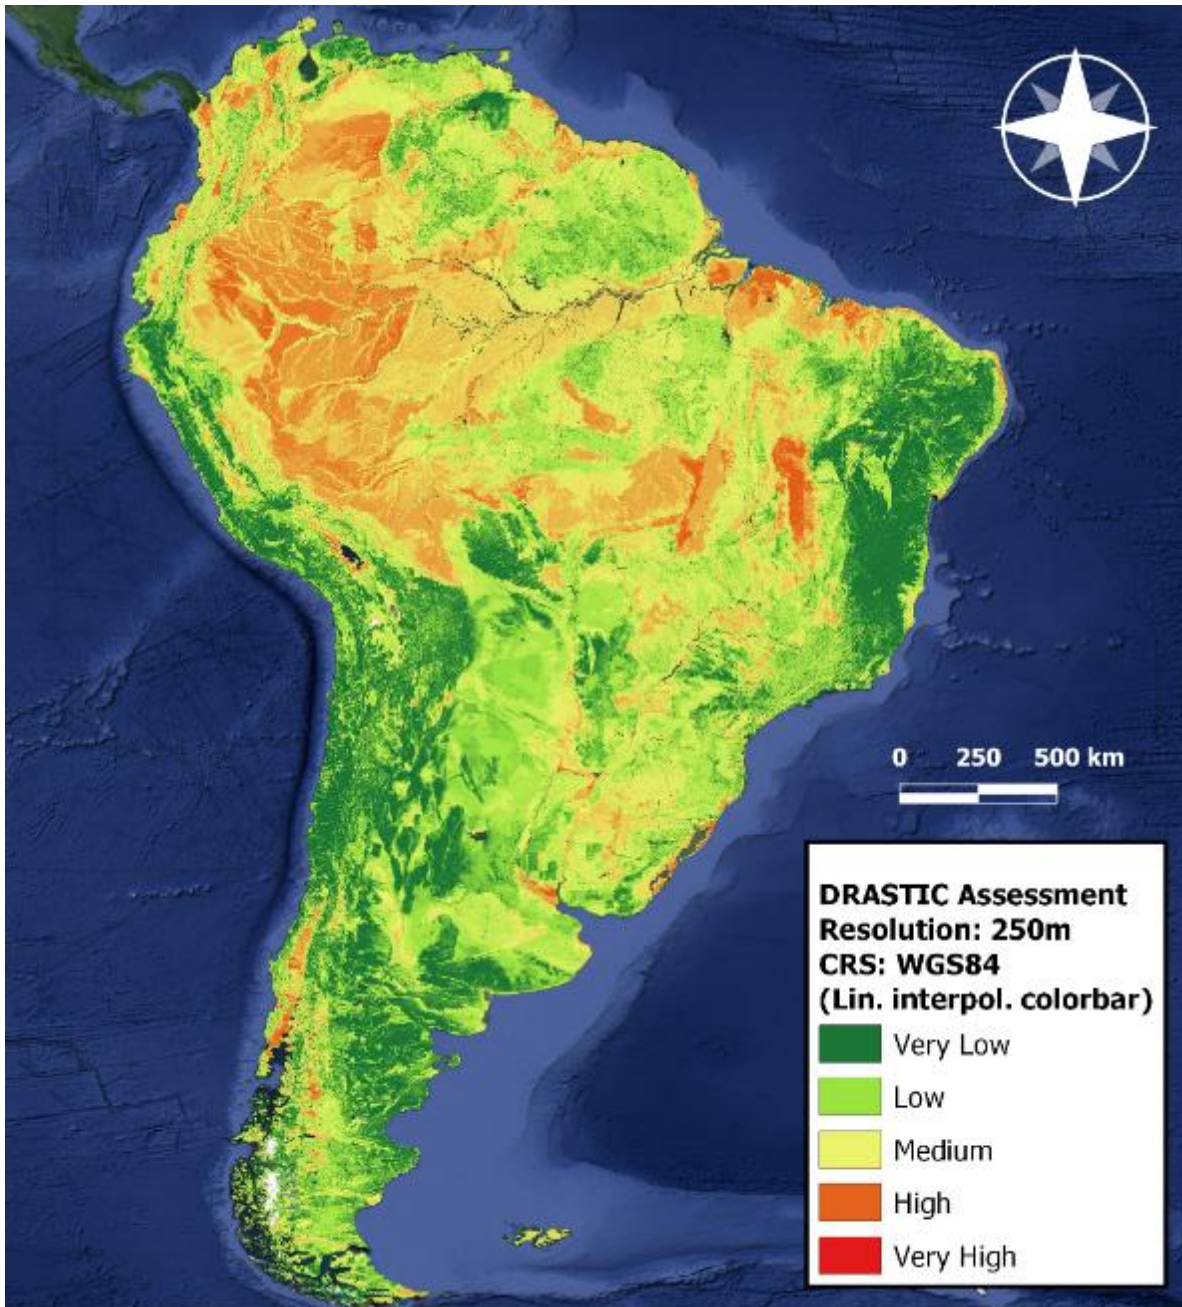 0 250 500 km
DRASTIC Assessment
Resolution: 250m
CRS: WGS84
(Lin. interpol. colorbar)
Very Low
Low
Medium
High
Very High